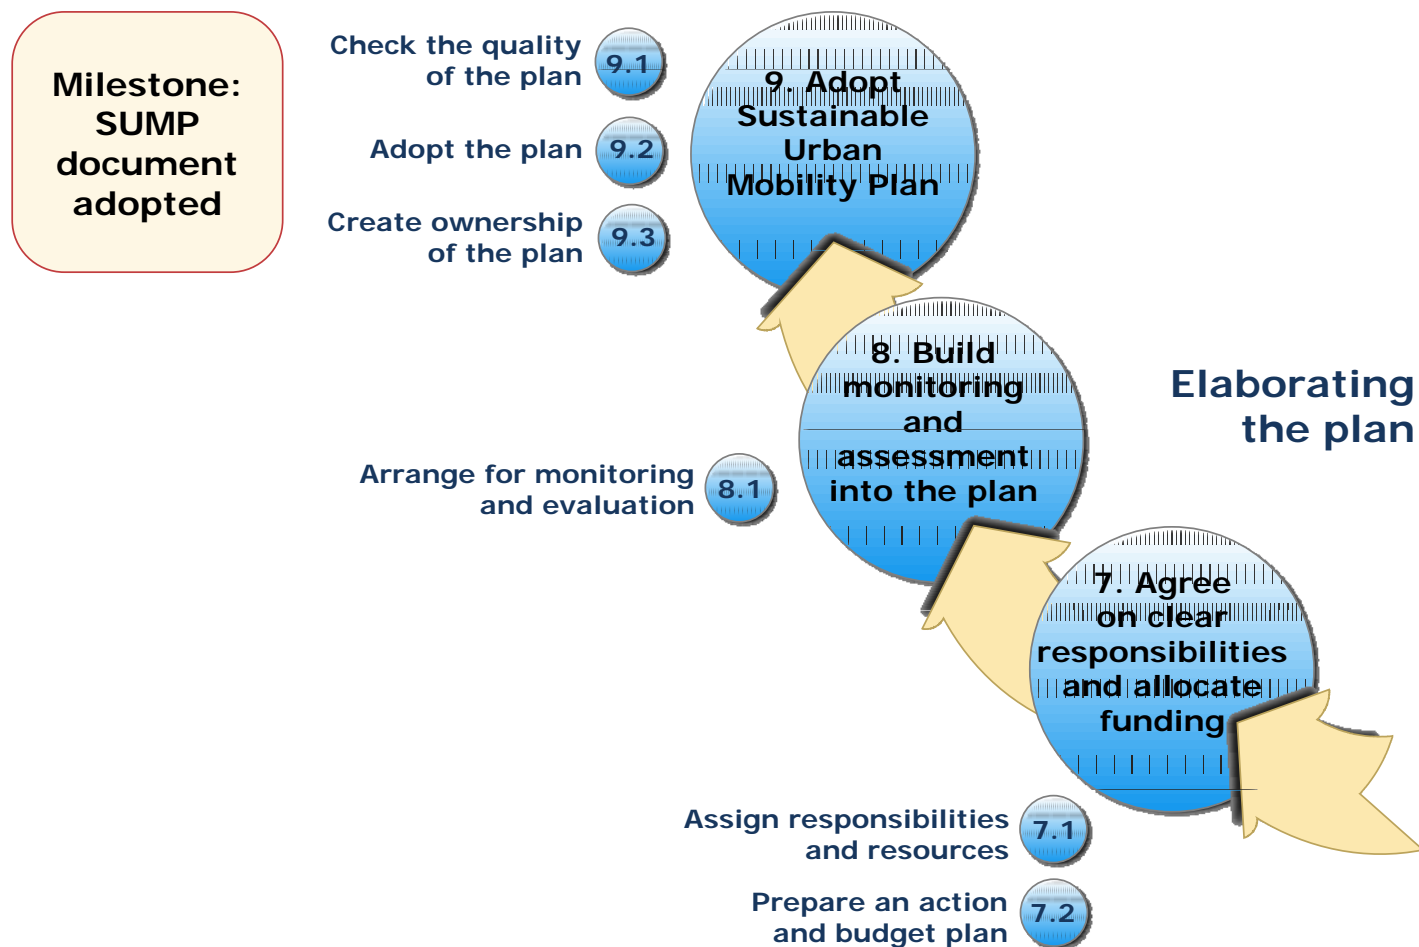 Milestone:
SUMP
document
adopted
Check the quality
of the plan
9.1
Adopt the plan
9.2
Create ownership
of the plan
9.3
9. Adopt
Sustainable
Urban
Mobility Plan
8. Build
monitoring
and
assessment
into the plan
Elaborating
the plan
Arrange for monitoring
and evaluation
8.1
7. Agree
on clear
responsibilities
and allocate
funding
Assign responsibilities
and resources
7.1
Prepare an action
and budget plan
7.2